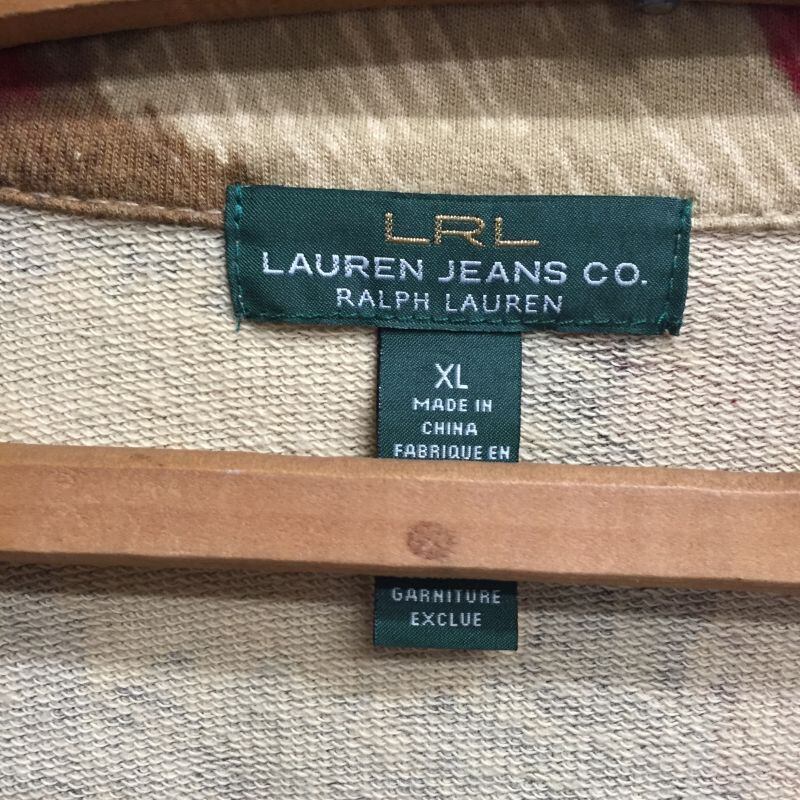 LRL
LAUREN JEANS CO.
RALPH LAUREN
XL
MADE IN
CHINA
FABRIQUE EN
GARNITURE
EXCLUE